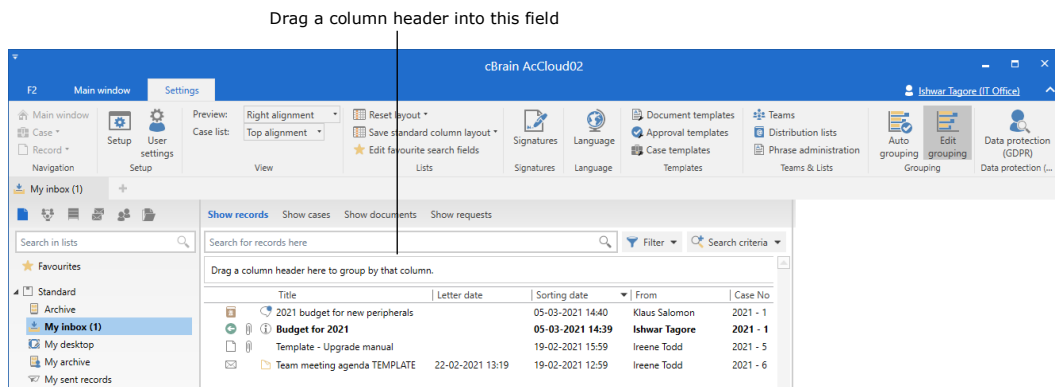 Drag a column header into this field
cBrain AcCloud02
F2 Main window Settings Ishwar Tagore (IT Office)
Main window Preview: Right alignment Reset layout Document templates Teams
Case Case list: Top alignment Save standard column layout Approval templates Distribution lists
Record Setup User settings Edit favourite search fields Signatures Language Case templates Phrase administration Auto grouping Edit grouping Data protection (GDPR)
Navigation Setup View Lists Signatures Language Templates Teams & Lists Grouping Data protection (...
My inbox (1) +
Show records Show cases Show documents Show requests
Search in lists Search for records here Filter Search criteria
Favourites Drag a column header here to group by that column.
Standard Title Letter date Sorting date From Case No
Archive 2021 budget for new peripherals 05-03-2021 14:40 Klaus Salomon 2021 - 1
My inbox (1) Budget for 2021 05-03-2021 14:39 Ishwar Tagore 2021 - 1
My desktop Template - Upgrade manual 19-02-2021 15:59 Ireene Todd 2021 - 5
My archive Team meeting agenda TEMPLATE 22-02-2021 13:19 19-02-2021 12:59 Ireene Todd 2021 - 6
My sent records